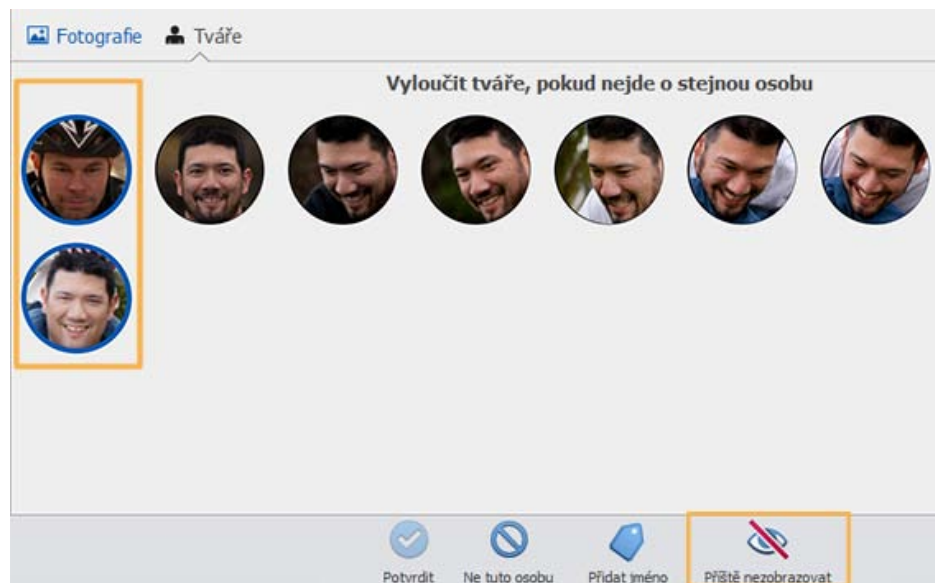 Fotografie Tváře
Vyloučit tváře, pokud nejde o stejnou osobu
Potvrdit Ne tuto osobu Přidat jméno Příště nezobrazovat